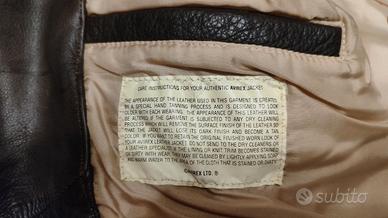 CARE INSTRUCTIONS FOR YOUR AUTHENTIC AVIREX JACKET
THE APPEARANCE OF THE LEATHER USED IN THIS GARMENT IS CREATED
IN A SPECIAL HAND TANNING PROCESS AND IS DESIGNED TO LOOK
OLDER WITH EACH WEARING. THE APPEARANCE OF THIS LEATHER WILL
BE ALTERED IF THE GARMENT IS SUBJECTED TO ANY DRY CLEANING
PROCESS WHICH WILL REMOVE THE SURFACE FINISH OF THE LEATHER SO
THAT THE JACKET WILL LOSE ITS DARK FINISH AND BECOME A TAN
COLOR. IF YOU WANT TO RETAIN THE ORIGINAL FINISHED WORN LOOK OF
YOUR AVIREX LEATHER JACKET, DO NOT SEND TO THE DRY CLEANERS OR
A LEATHER SPECIALIST. IF THE LINING OR KNIT TRIM BECOMES STAINED
OR DIRTY WITH WEAR, THIS MAY BE CLEANED BY LIGHTLY APPLYING SOAP
AND WARM WATER TO THE AREA OF THE CLOTH THAT IS STAINED OR DIRTY.
©AVIREX LTD. ®
subito